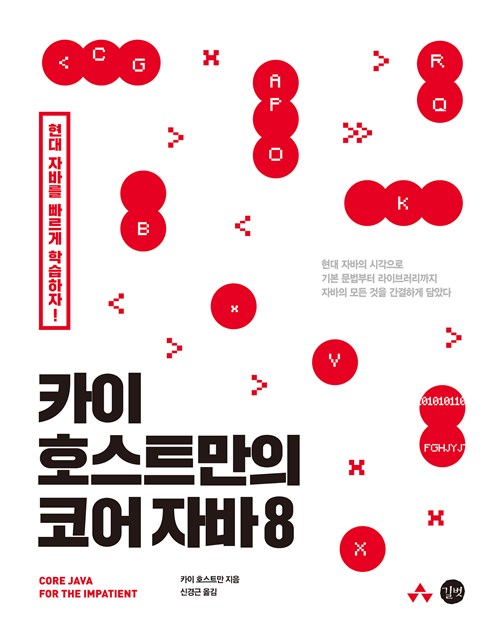 < C G
A
P
O
R
Q
K
B
x
Y
X
01010110
FGHJYJT
현대 자바를 빠르게 학습하자!
현대 자바의 시각으로
기본 문법부터 라이브러리까지
자바의 모든 것을 간결하게 담았다
카이
호스트만의
코어 자바 8
CORE JAVA
FOR THE IMPATIENT
카이 호스트만 지음
신경근 옮김
길벗